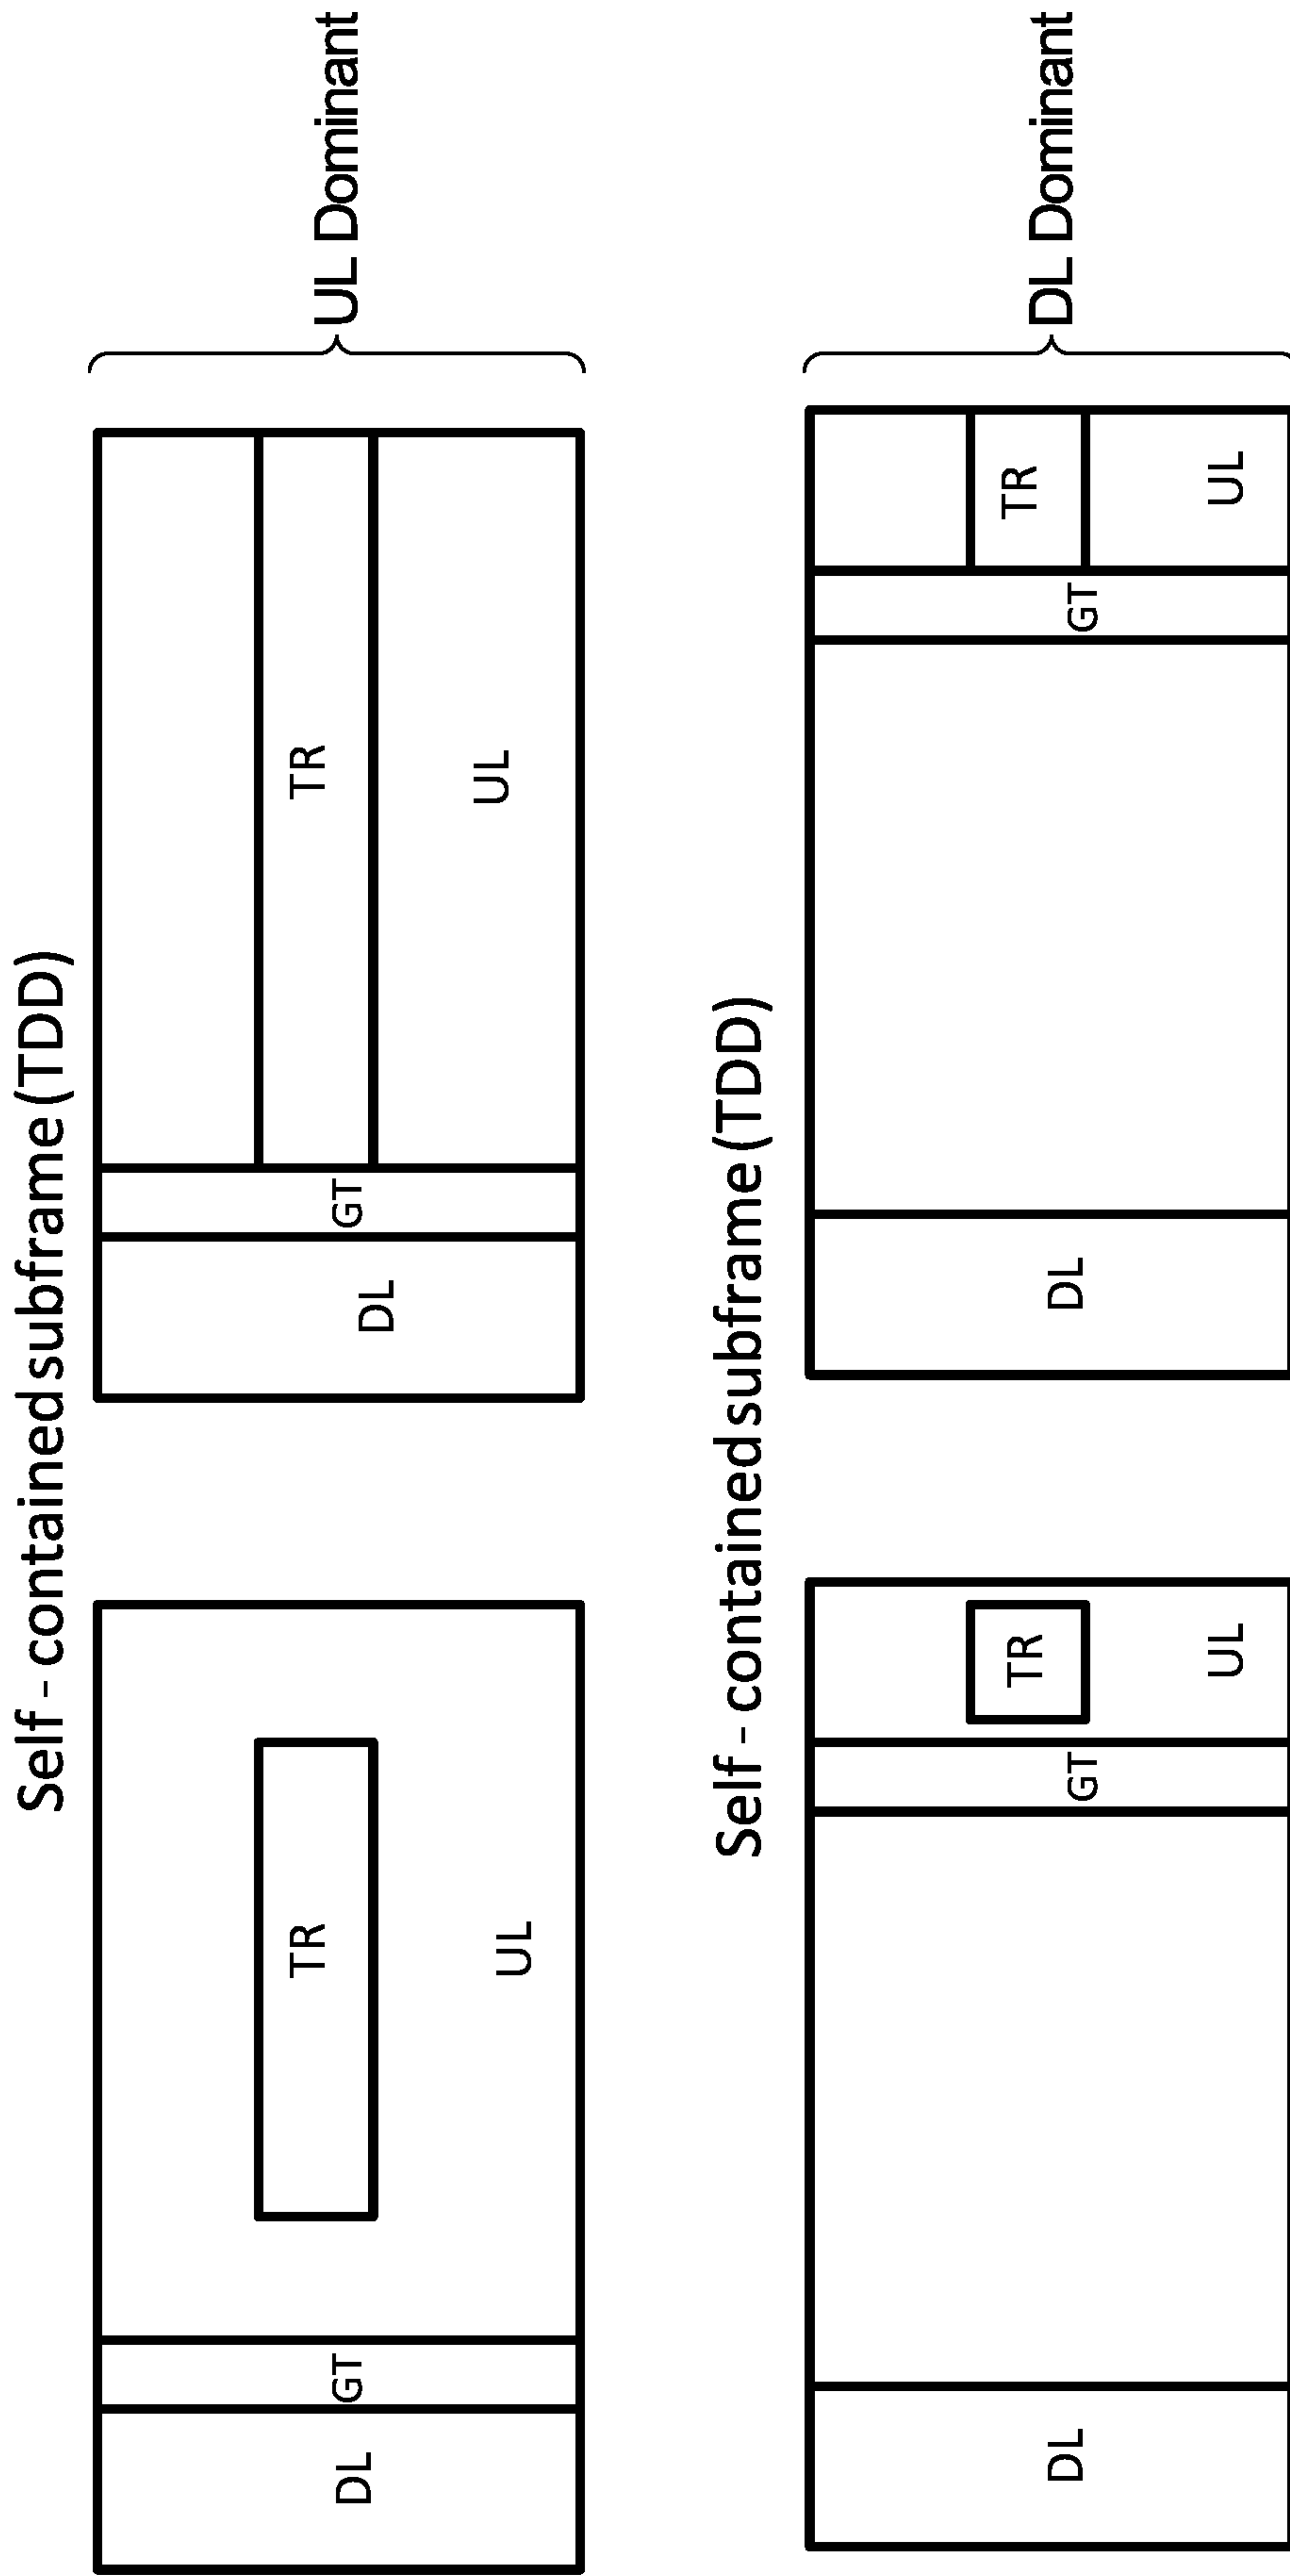 Self - contained subframe (TDD)
DL
GT
TR
UL
DL
GT
TR
UL
UL Dominant
Self - contained subframe (TDD)
DL
GT
TR
UL
DL
GT
TR
UL
DL Dominant